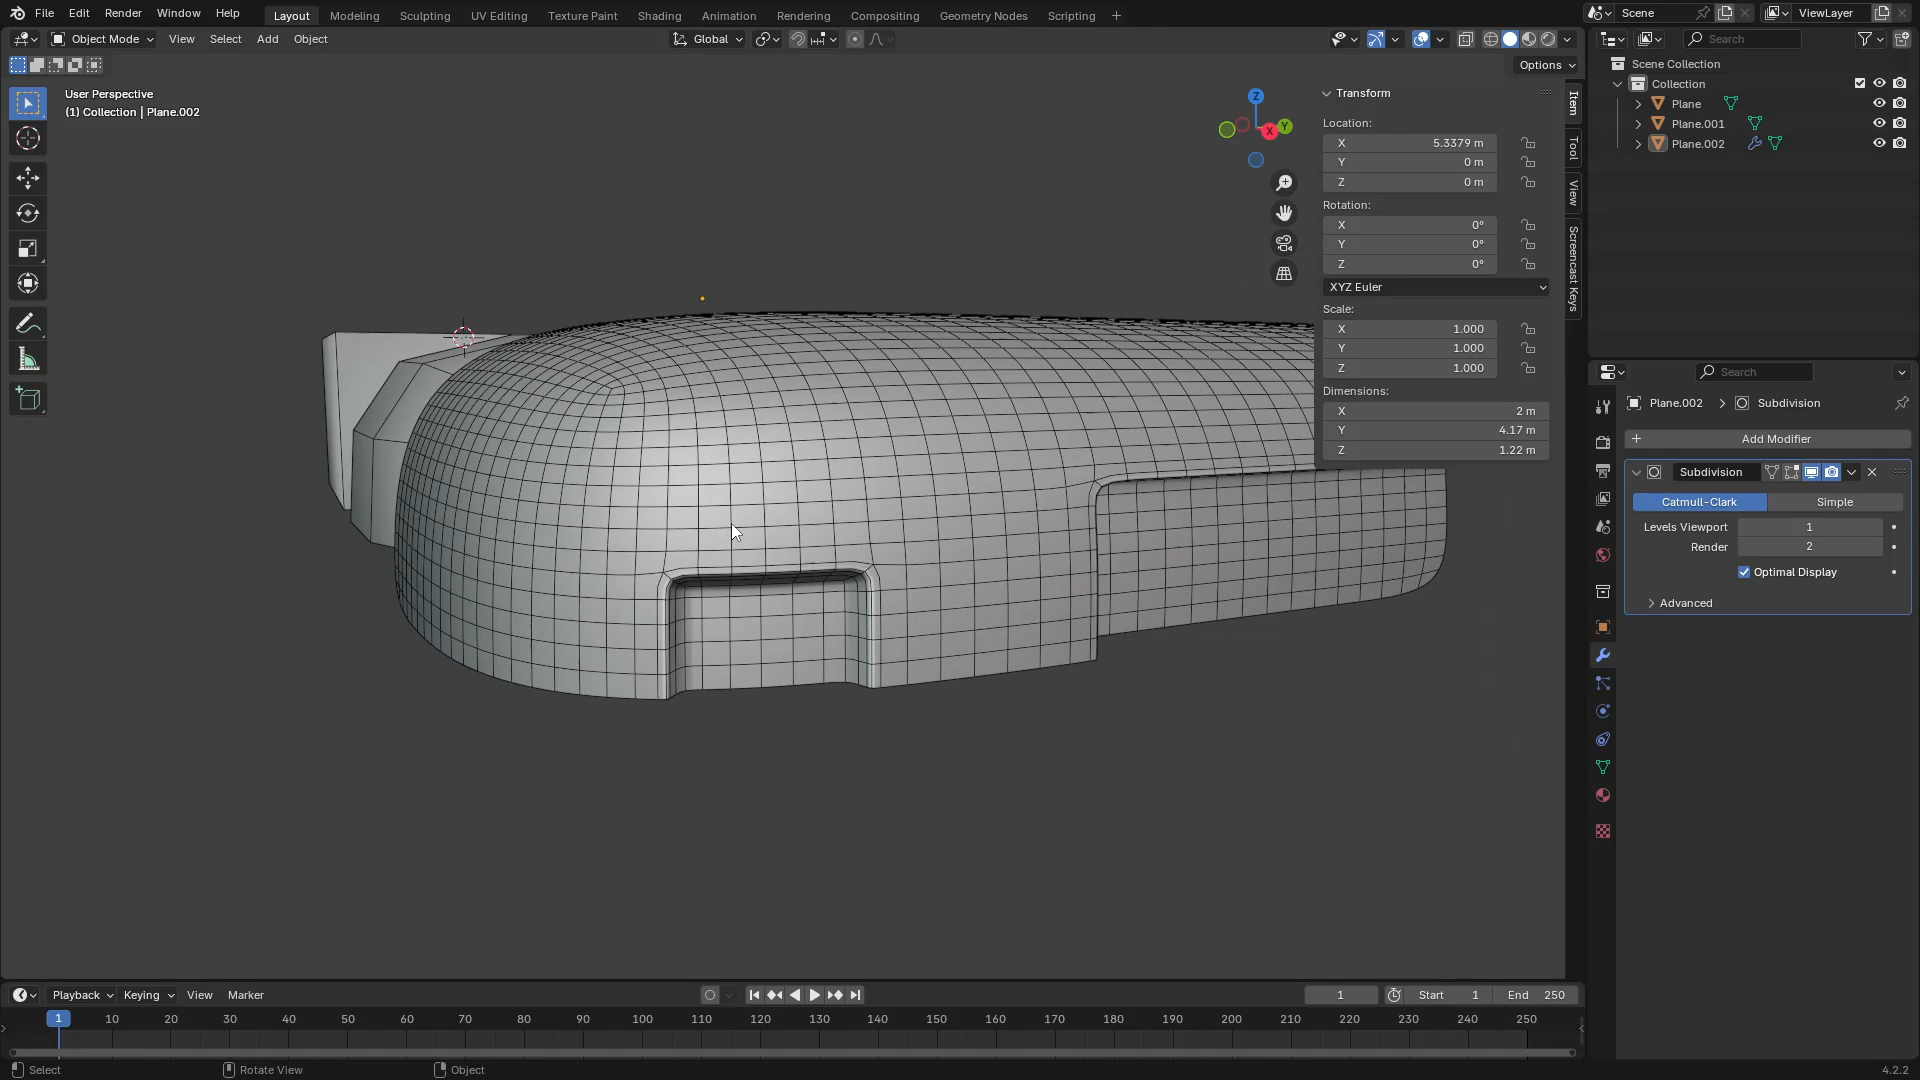 File Edit Render Window Help Layout Modeling Sculpting UV Editing Texture Paint Shading Animation Rendering Compositing Geometry Nodes Scripting + Scene ViewLayer
Object Mode View Select Add Object Global Search
Options
User Perspective
(1) Collection | Plane.002
Z
X
Y
Transform
Location:
X 5.3379 m
Y 0 m
Z 0 m
Rotation:
X 0°
Y 0°
Z 0°
XYZ Euler
Scale:
X 1.000
Y 1.000
Z 1.000
Dimensions:
X 2 m
Y 4.17 m
Z 1.22 m
Item
Tool
View
Screencast Keys
Scene Collection
Collection
Plane
Plane.001
Plane.002
Search
Plane.002 > Subdivision
+ Add Modifier
Subdivision
Catmull-Clark Simple
Levels Viewport 1
Render 2
Optimal Display
Advanced
Playback Keying View Marker 1 Start 1 End 250
1 10 20 30 40 50 60 70 80 90 100 110 120 130 140 150 160 170 180 190 200 210 220 230 240 250
Select Rotate View Object 4.2.2